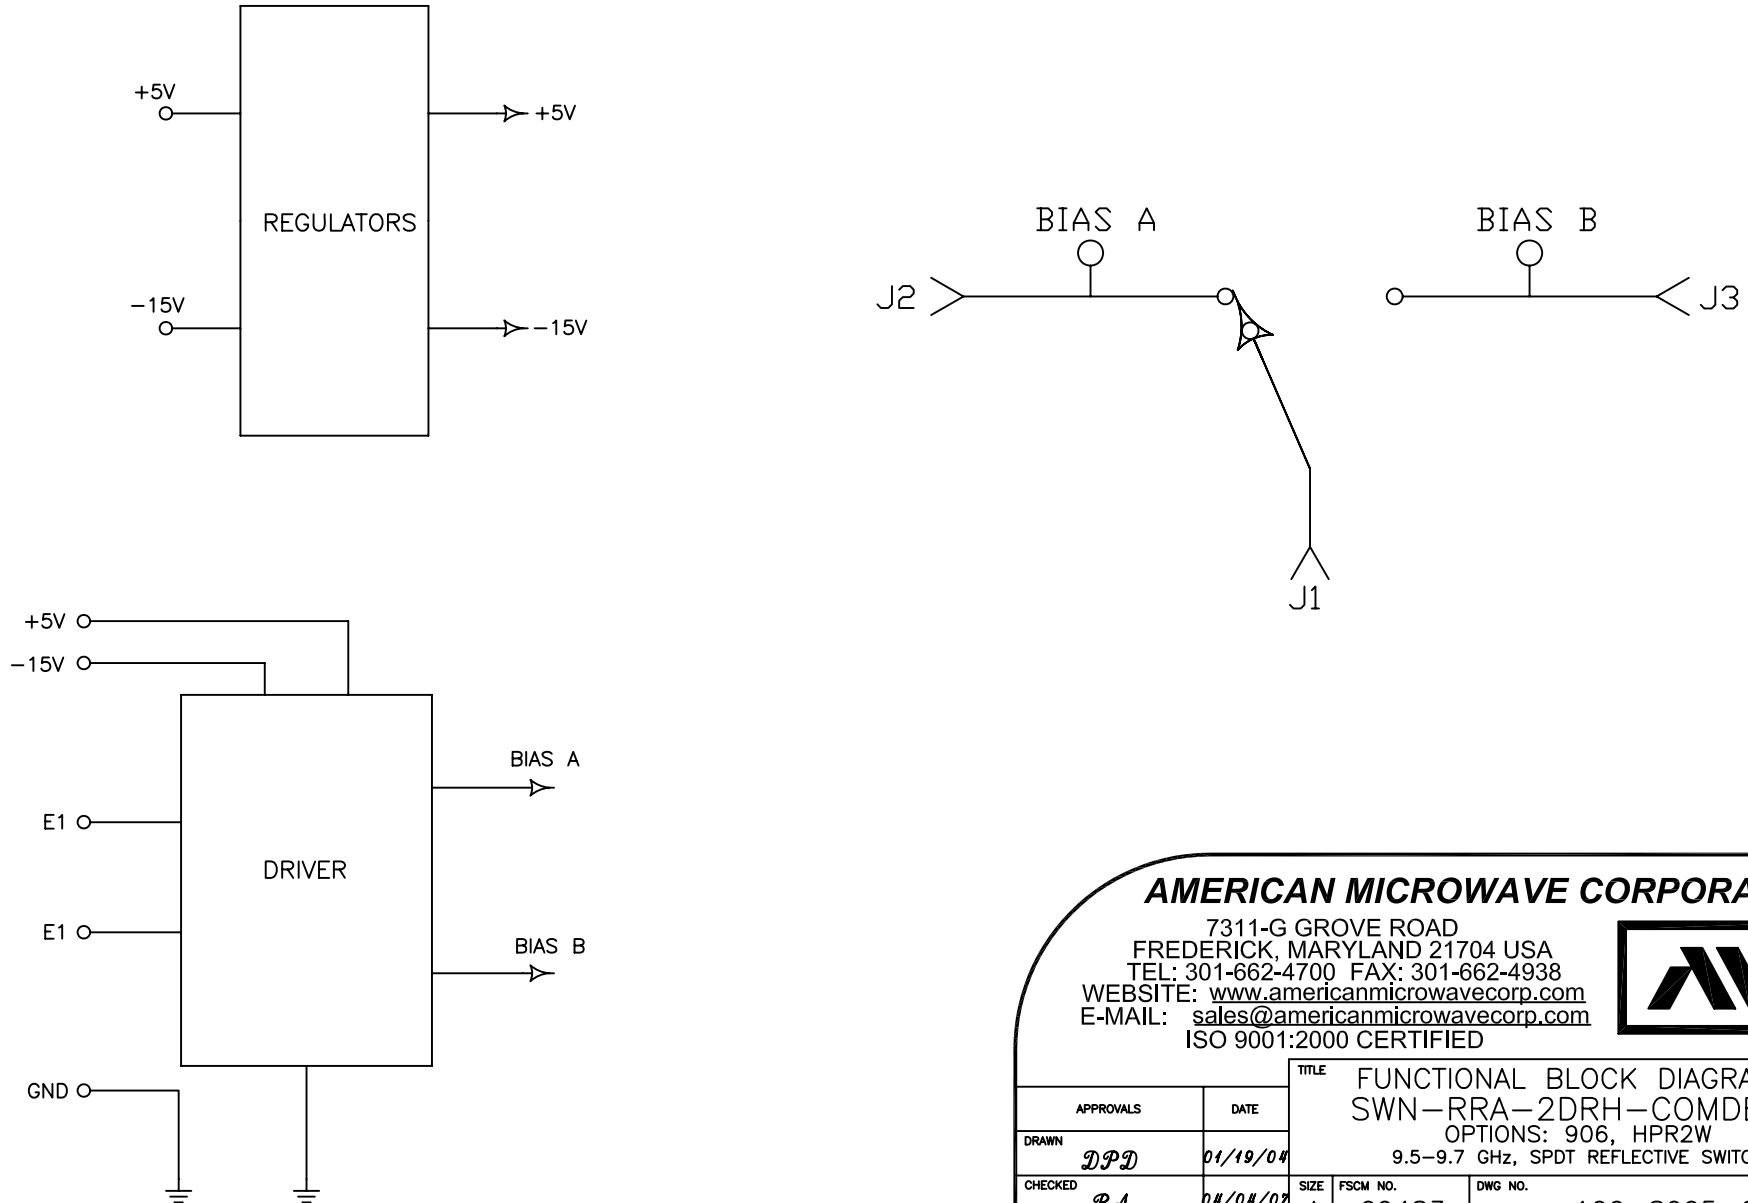 +5V
+5V
REGULATORS
-15V
-15V
BIAS A
BIAS B
J2
J3
J1
+5V
-15V
BIAS A
E1
DRIVER
E1
BIAS B
GND
AMERICAN MICROWAVE
7311-G GROVE ROAD
FREDERICK, MARYLAND 21704 USA
TEL: 301-662-4700 FAX: 301-662-4938
WEBSITE: www.americanmicrowavecorp.com
E-MAIL: sales@americanmicrowavecorp.com
ISO 9001:2000 CERTIFIED
TITLE
FUNCTIONAL BLOCK
SWN-RRA-2DRH-
OPTIONS: 906, HPR2W
9.5-9.7 GHz, SPDT REFLECTIVE
APPROVALS
DATE
DRAWN
DPD
01/19/04
CHECKED
SIZE
FSCM NO.
DWG NO.